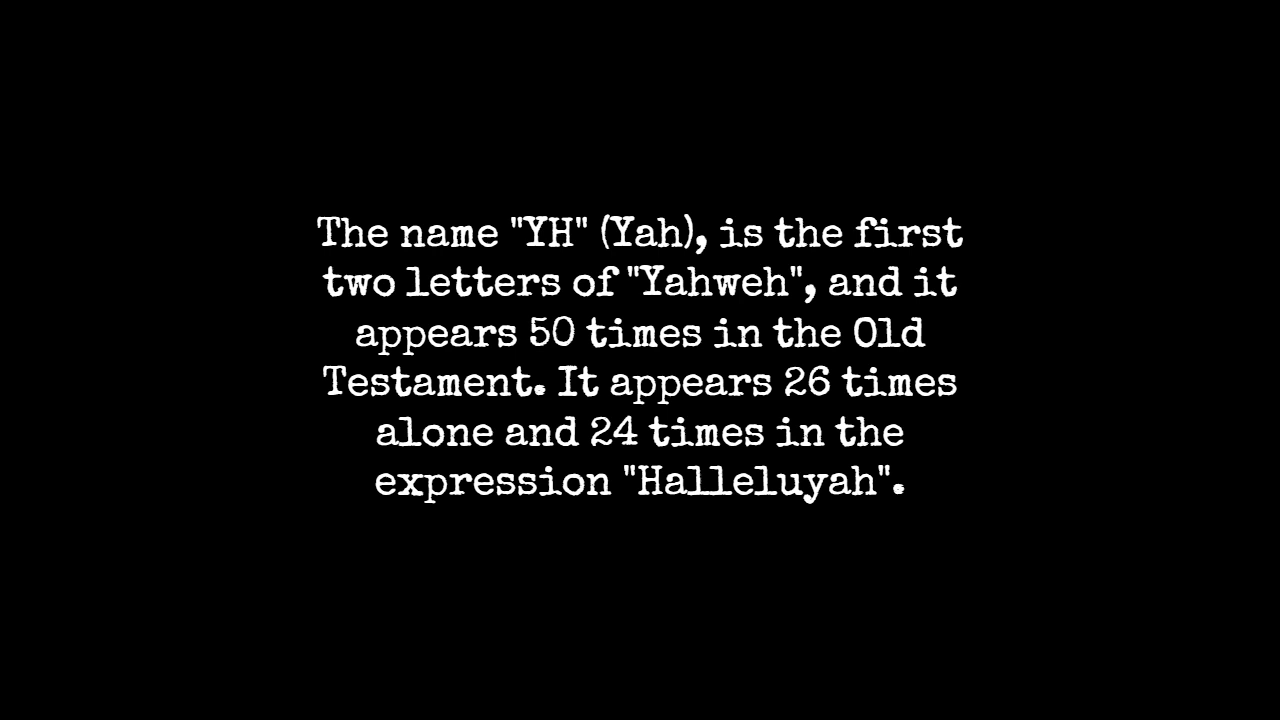 The name "YH" (Yah), is the first
two letters of "Yahweh", and it
appears 50 times in the Old
Testament. It appears 26 times
alone and 24 times in the
expression "Halleluyah".